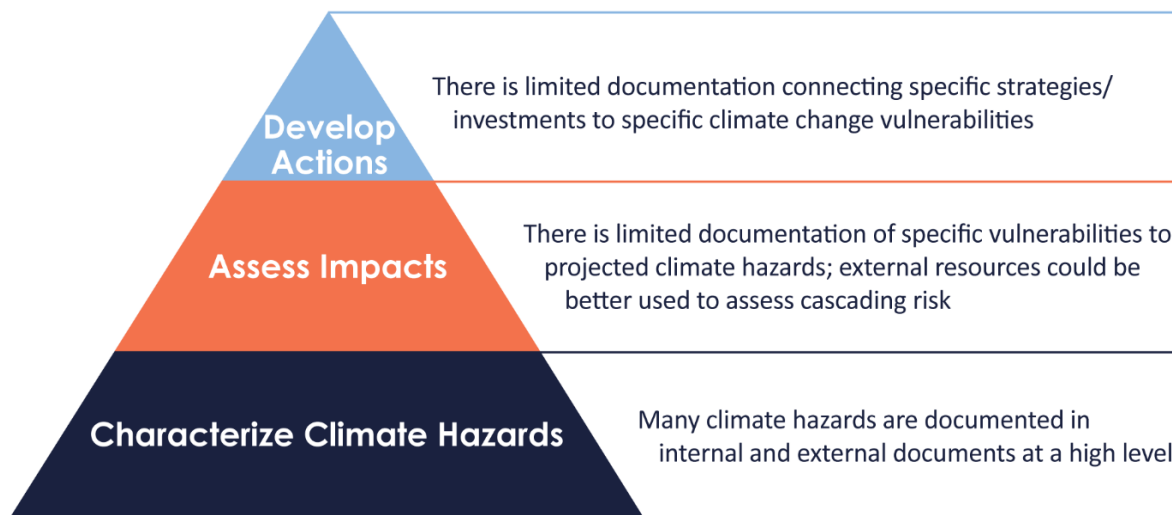 Develop
Actions
There is limited documentation connecting specific strategies/
investments to specific climate change vulnerabilities
Assess Impacts
There is limited documentation of specific vulnerabilities to
projected climate hazards; external resources could be
better used to assess cascading risk
Characterize Climate Hazards
Many climate hazards are documented in
internal and external documents at a high level